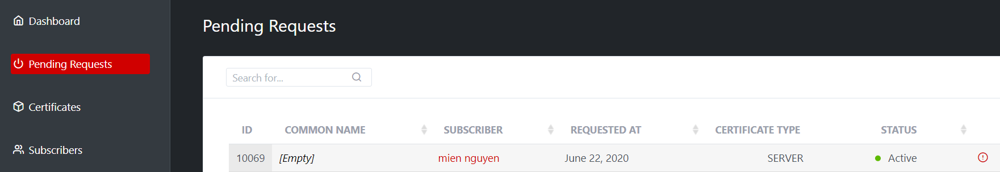 Dashboard
Pending Requests
Certificates
Subscribers
Pending Requests
Search for...
ID COMMON NAME SUBSCRIBER REQUESTED AT CERTIFICATE TYPE STATUS
10069 [Empty] mien nguyen June 22, 2020 SERVER Active